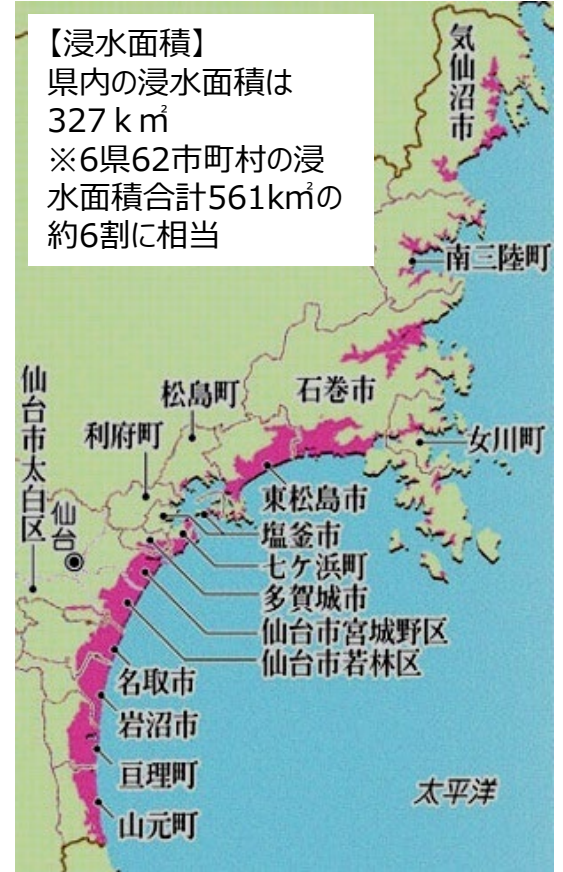 【浸水面積】
県内の浸水面積は
327ｋ㎡
※6県62市町村の浸
水面積合計561k㎡の
約6割に相当
気仙沼市
南三陸町
石巻市
松島町
女川町
利府町
仙台市太白区
仙台
東松島市
塩釜市
七ケ浜町
多賀城市
仙台市宮城野区
仙台市若林区
名取市
岩沼市
亘理町
山元町
太平洋